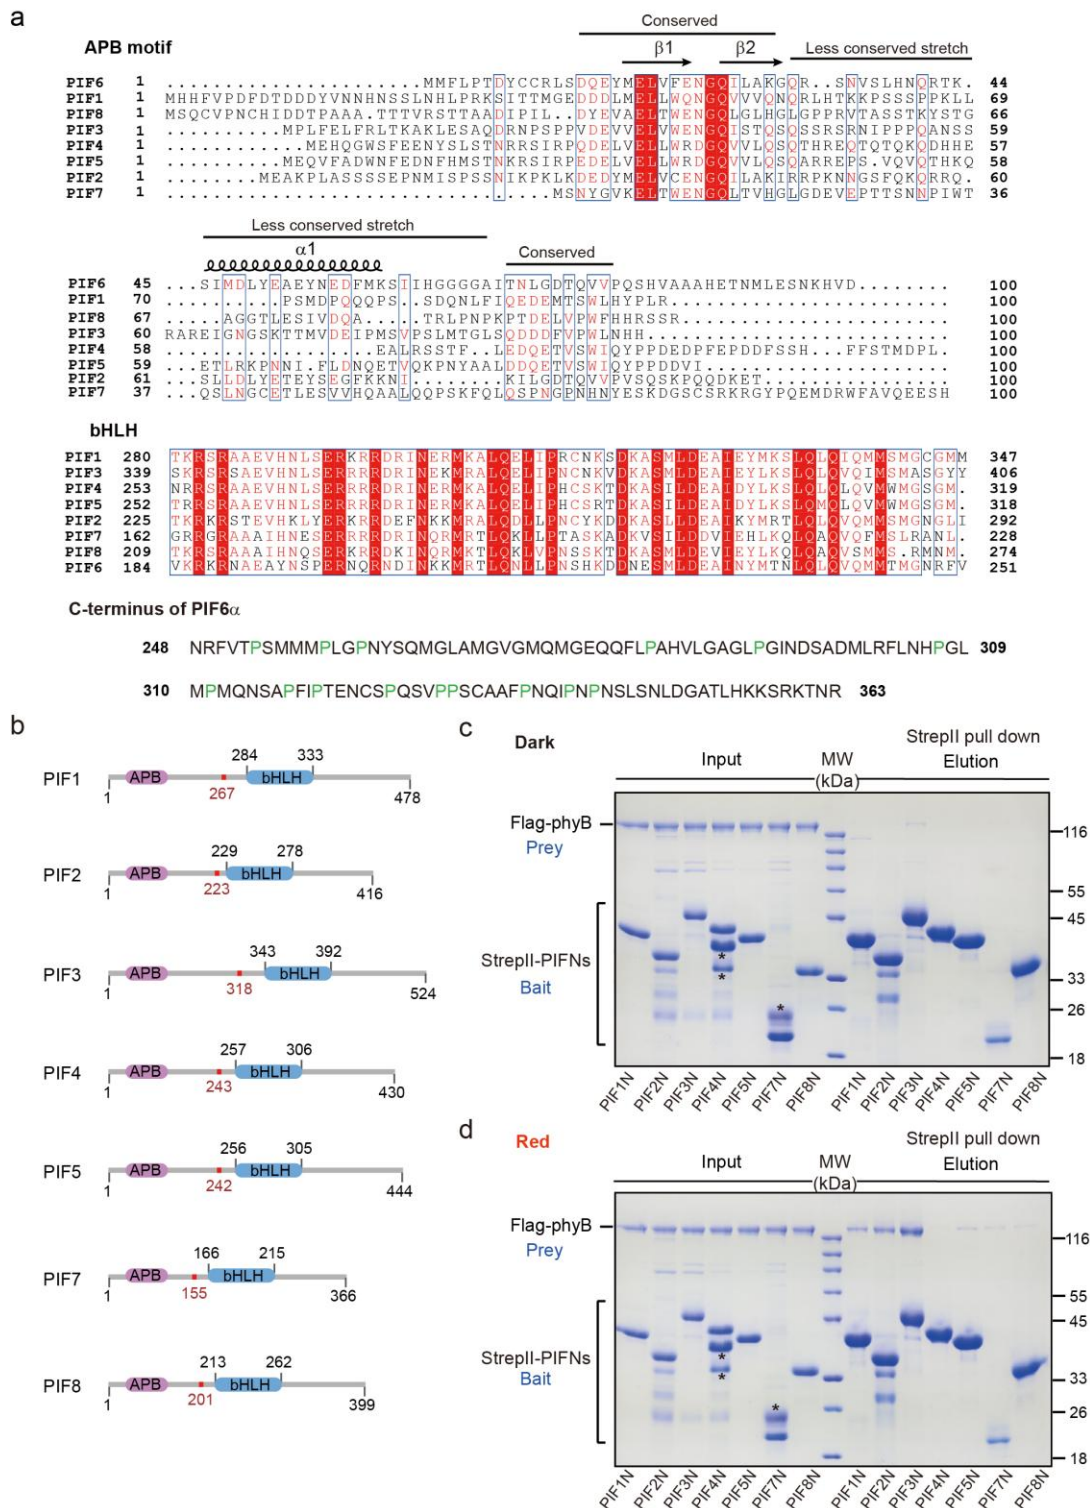 a
Conserved
APB motif
β1
β2
Less conserved stretch
PIF6 1 ..........................MMFLPTDYCCRLSDQEYMELVFENGQILAKGQR...SNVSLHNQRTK. 44
PIF1 1 MHHFVPDFDTDDDYVNNHNSSLNHLPRKSITTMGEDDDLMELLWQNGQVVVQNQRLHTKKPSSSPPKLL 69
PIF8 1 .MSQCVPNCHIDDTPAAA.TTTVRSTTAADIPIL.DYEVAELTWENGQLGLHGLGPPRVTASSTKYSTG 66
PIF3 1 ..........MPLFELFRLTKAKLESAQDRNPSPPVDEVVELVWENGQISTQSQSSRSRNIPPPQANSS 59
PIF4 1 ............MEHQGWSFEENYSLSTNRRSIRPQDELVELLWRDGQVVLQSQTHREQTQTQKQDHHE 57
PIF5 1 ..........MEQVFADWNFEDNFHMSTNKRSIRPEDELVELLWRDGQVVLQSQARREPS.VQVQTHKQ 58
PIF2 1 .........MEAKPLASSSSEPNMISPSSNIKPKLKDEDYMELVCENGQILAKIRRPKNNGSFQKQRRQ. 60
PIF7 1 .................................MSNYGVKELTWENGQLTVHGLGDEVEPTTSNNPIWT 36
Less conserved stretch
α1
Conserved
PIF6 45 ...SIMDLYEAEYNEDFMKSIIHGGGGAITNLGDTQVVPQSHVAAAHETNMLESNKHVD. 100
PIF1 70 ...........PSMDPQQQPS...SDQNLFIQEDEMTSWLHYPLR. 100
PIF8 67 .....AGGTLESIVDQA....TRLPNPKPTDELVPWFHHRSSR. 100
PIF3 60 RAREIGNGSKTTMVDEIPMSVPSLMTGLSQDDDFVPWLNHH. 100
PIF4 58 ...................EALRSSTF..LEDQETVSWIQYPPDEDPFEPDDFSSH...FFSTMDPL. 100
PIF5 59 ...ETLRKPNNI.FLDNQETVQKPNYAALDDQETVSWIQYPPDDVI. 100
PIF2 61 ...SLLDLYETEYSEGFKKNI.......KILGDTQVVPVSQSKPQQDKET. 100
PIF7 37 ...QSLNGCETLESVVHQAALQQPSKFQLQSPNGPNHNYESKDGSCSRKRGYPQEMDRWFAVQEESH 100
bHLH
PIF1 280 TKRSRAAEVHNLSERKRRDRINERMKALQELIPRCNKSDKASMLDEAIEYMKSLQLQIQMMSMGCGMM 347
PIF3 339 SKRSRAAEVHNLSERRRRDRINEKMRALQELIPNCNKVDKASMLDEAIEYLKSLQLQVQIMSMASGYY 406
PIF4 253 NRRSRAAEVHNLSERRRRDRINERMKALQELIPHCSKTDKASILDEAIDYLKSLQLQLQVMWMGSGM. 319
PIF5 252 TRRSRAAEVHNLSERRRRDRINERMKALQELIPHCSRTDKASILDEAIDYLKSLQMQLQVMWMGSGM. 318
PIF2 225 TKRKRSTEVHKLYERKRRDEFNKKMRALQDLLPNCYKDDKASLLDEAIKYMRTLQLQVQMMSMGNGLI 292
PIF7 162 GRRGRAAAIHNESERRRRDRINQRMRTLQKLLPTASKADKVSILDDVIEHLKQLQAQVQFMSLRANL. 228
PIF8 209 TKRSRAAAIHNQSERKRRDKINQRMKTLQKLVPNSSKTDKASMLDEVIEYLKQLQAQVSMMS.RMNM. 274
PIF6 184 VKRKRNAEAYNSPERNQRNDINKKMRTLQNLLPNSHKDDNESMLDEAINYMTNLQLQVQMMTMGNRFV 251
C-terminus of PIF6α
248 NRFVTPSMMMPLGPNYSQMGLAMGVGMQMGEQQFLPAHVLGAGLPGINDSADMLRFLNHPGL 309
310 MPMQNSAPFIPTENCSPQSVPPSCAAFPNQIPNPNSLSNLDGATLHKKSRKTNR 363
b
PIF1 APB bHLH 1 267 284 333 478
PIF2 APB bHLH 1 223 229 278 416
PIF3 APB bHLH 1 318 343 392 524
PIF4 APB bHLH 1 243 257 306 430
PIF5 APB bHLH 1 242 256 305 444
PIF7 APB bHLH 1 155 166 215 366
PIF8 APB bHLH 1 201 213 262 399
c
Dark
Input
MW (kDa)
StrepII pull down
Elution
Flag-phyB
Prey
StrepII-PIFNs
Bait
*
*
*
116
55
45
33
26
18
PIF1N PIF2N PIF3N PIF4N PIF5N PIF7N PIF8N PIF1N PIF2N PIF3N PIF4N PIF5N PIF7N PIF8N
d
Red
Input
MW (kDa)
StrepII pull down
Elution
Flag-phyB
Prey
StrepII-PIFNs
Bait
*
*
*
116
55
45
33
26
18
PIF1N PIF2N PIF3N PIF4N PIF5N PIF7N PIF8N PIF1N PIF2N PIF3N PIF4N PIF5N PIF7N PIF8N